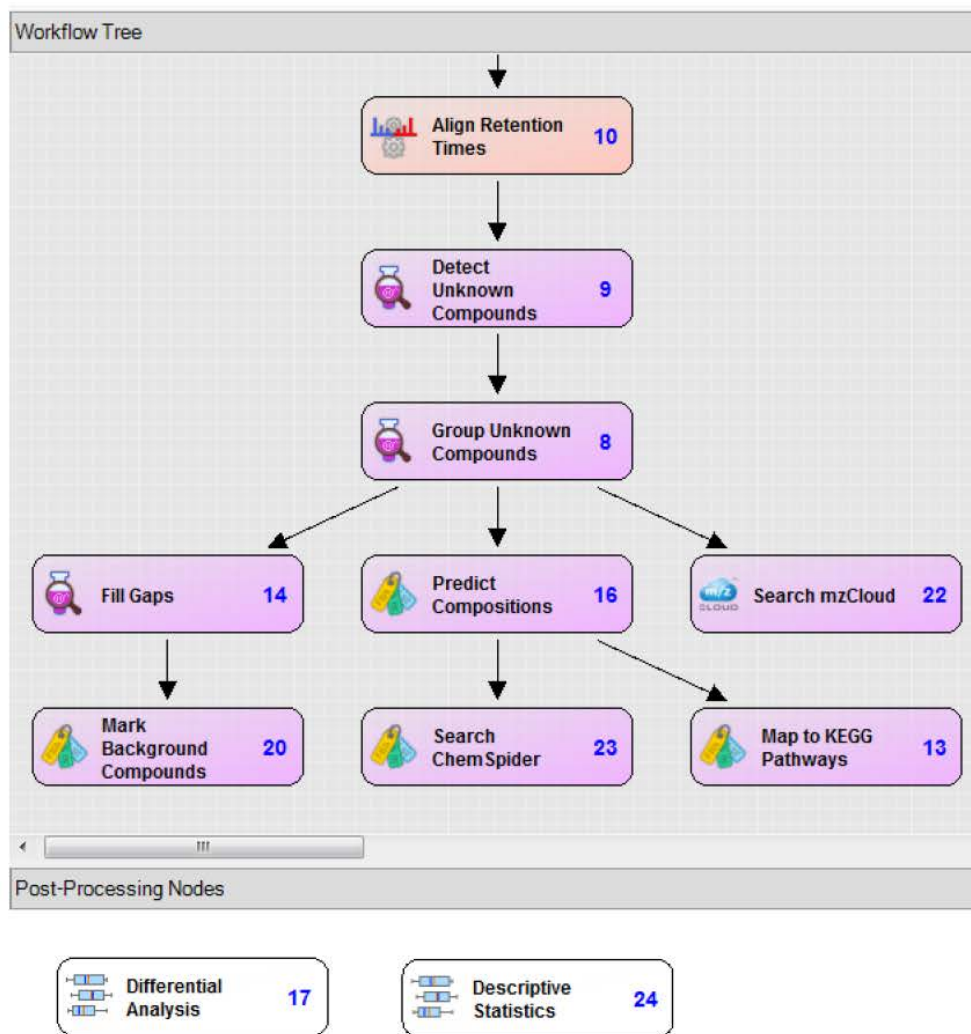 Workflow Tree
Align Retention
Times
10
Detect
Unknown
Compounds
9
Group Unknown
Compounds
8
Fill Gaps
14
Predict
Compositions
16
m/z
CLOUD
Search mzCloud
22
Mark
Background
Compounds
20
Search
ChemSpider
23
Map to KEGG
Pathways
13
Post-Processing Nodes
Differential
Analysis
17
Descriptive
Statistics
24